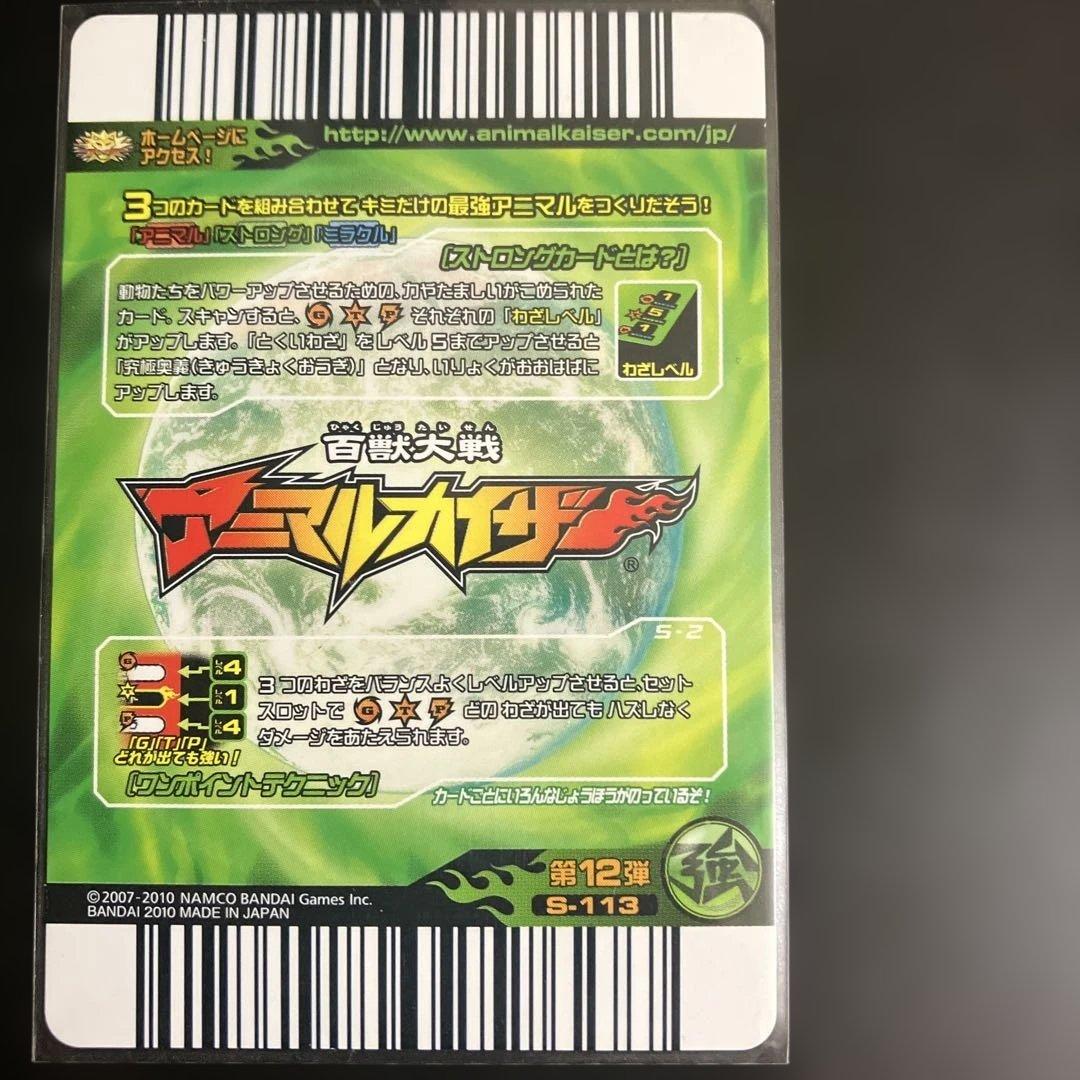 ホームページに
アクセス!
http://www.animalkaiser.com/jp/
3つのカードを組み合わせて キミだけの最強アニマルをつくりだそう!
「アニマル」「ストロング」「ミラクル」
[ストロングカードとは?]
動物たちをパワーアップさせるための、力やたましいがこめられた
カード。スキャンすると、G T P それぞれの「わざレベル」
がアップします。「とくいわざ」をレベル5までアップさせると
「究極奥義(きゅうきょくおうぎ)」となり、いりょくがおおはばに
アップします。
1
5
1
わざレベル
ひゃく じゅう たい せん
百獣大戦
アニマルカイザー
®
S-2
G
T
P
4
1
4
「G」「T」「P」
どれが出ても強い!
3つのわざをバランスよくレベルアップさせると、セット
スロットで G T P どの わざが出ても ハズしなく
ダメージをあたえられます。
[ワンポイントテクニック]
カードごとにいろんなじょうほうがのっているぞ!
第12弾
S-113
強
©2007-2010 NAMCO BANDAI Games Inc.
BANDAI 2010 MADE IN JAPAN